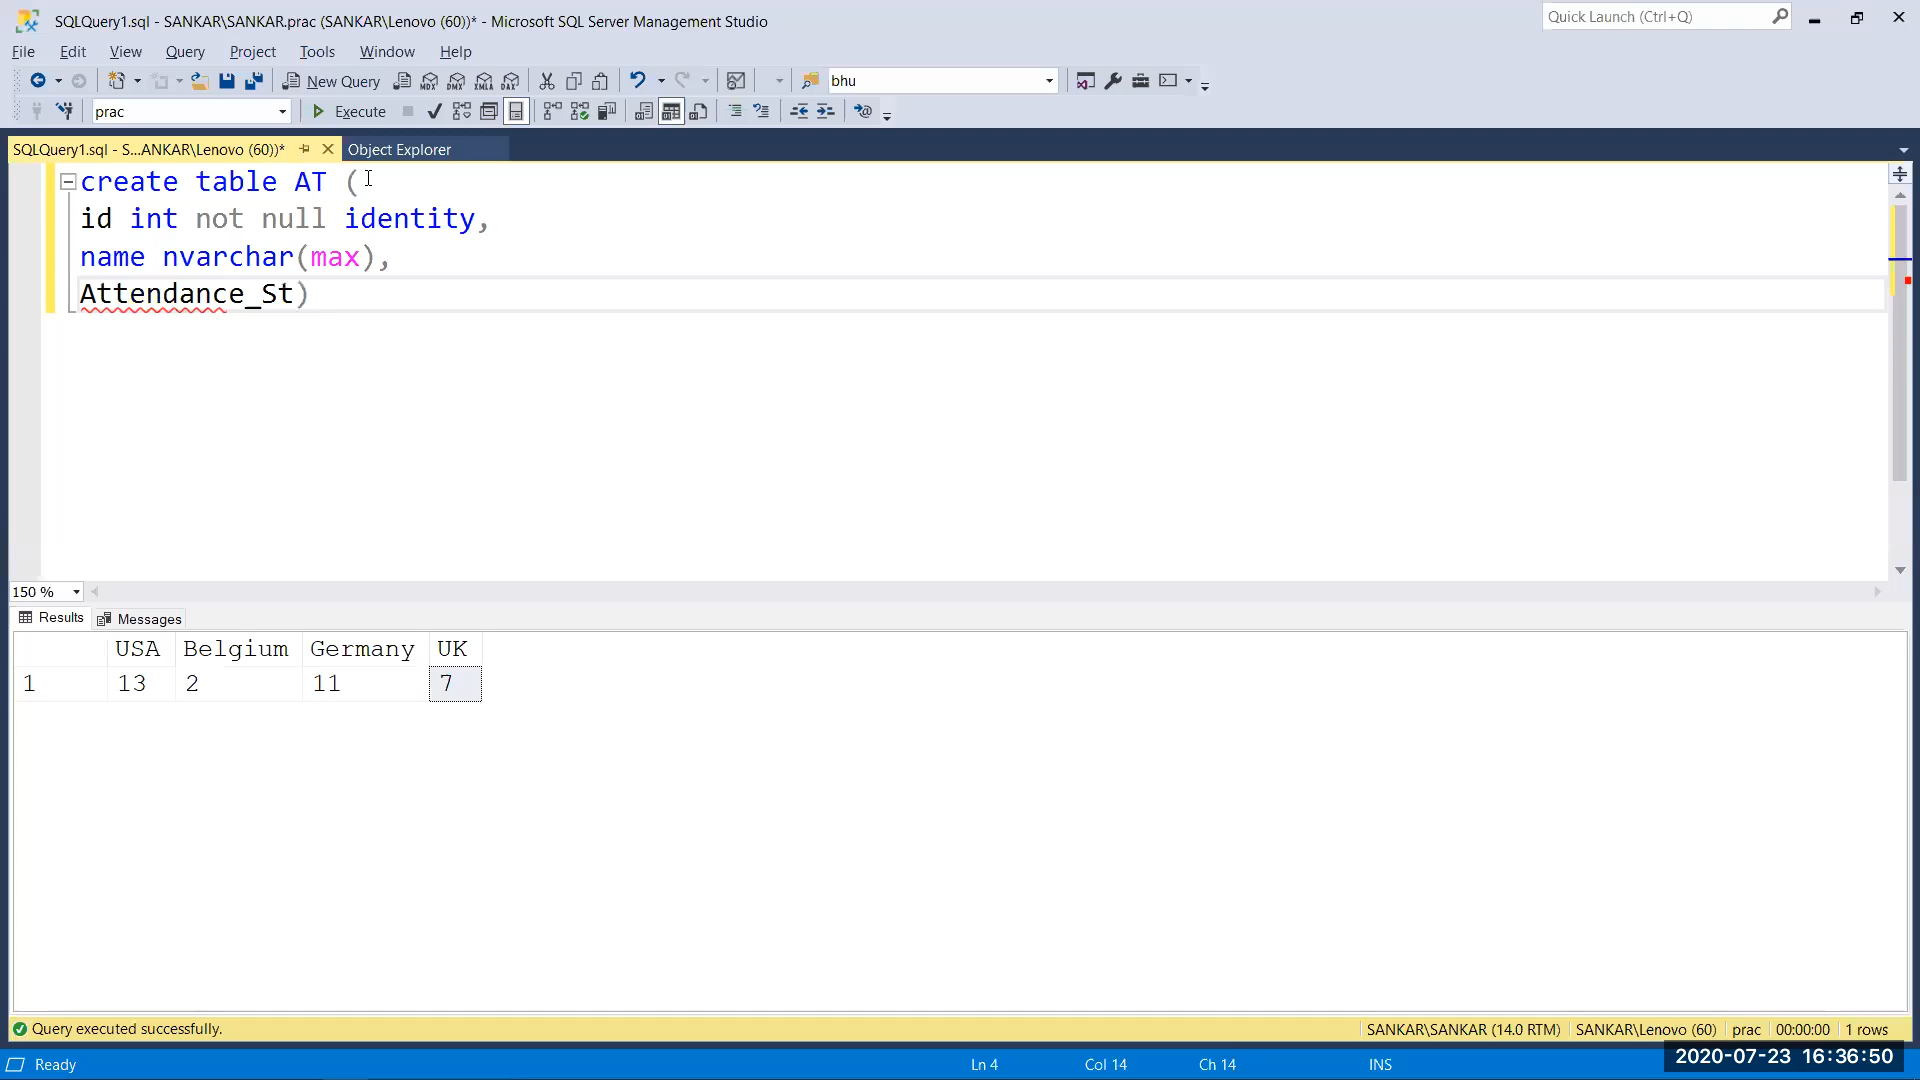 SQLQuery1.sql - SANKAR\SANKAR.prac (SANKAR\Lenovo (60))* - Microsoft SQL Server Management Studio
Quick Launch (Ctrl+Q)
File Edit View Query Project Tools Window Help
New Query MDX DMX XMLA DAX bhu
prac Execute
SQLQuery1.sql - S...ANKAR\Lenovo (60))* Object Explorer
create table AT (
id int not null identity,
name nvarchar(max),
Attendance_St)
150 %
Results Messages
USA Belgium Germany UK
1 13 2 11 7
Query executed successfully. SANKAR\SANKAR (14.0 RTM) SANKAR\Lenovo (60) prac 00:00:00 1 rows
Ready Ln 4 Col 14 Ch 14 INS
2020-07-23 16:36:50